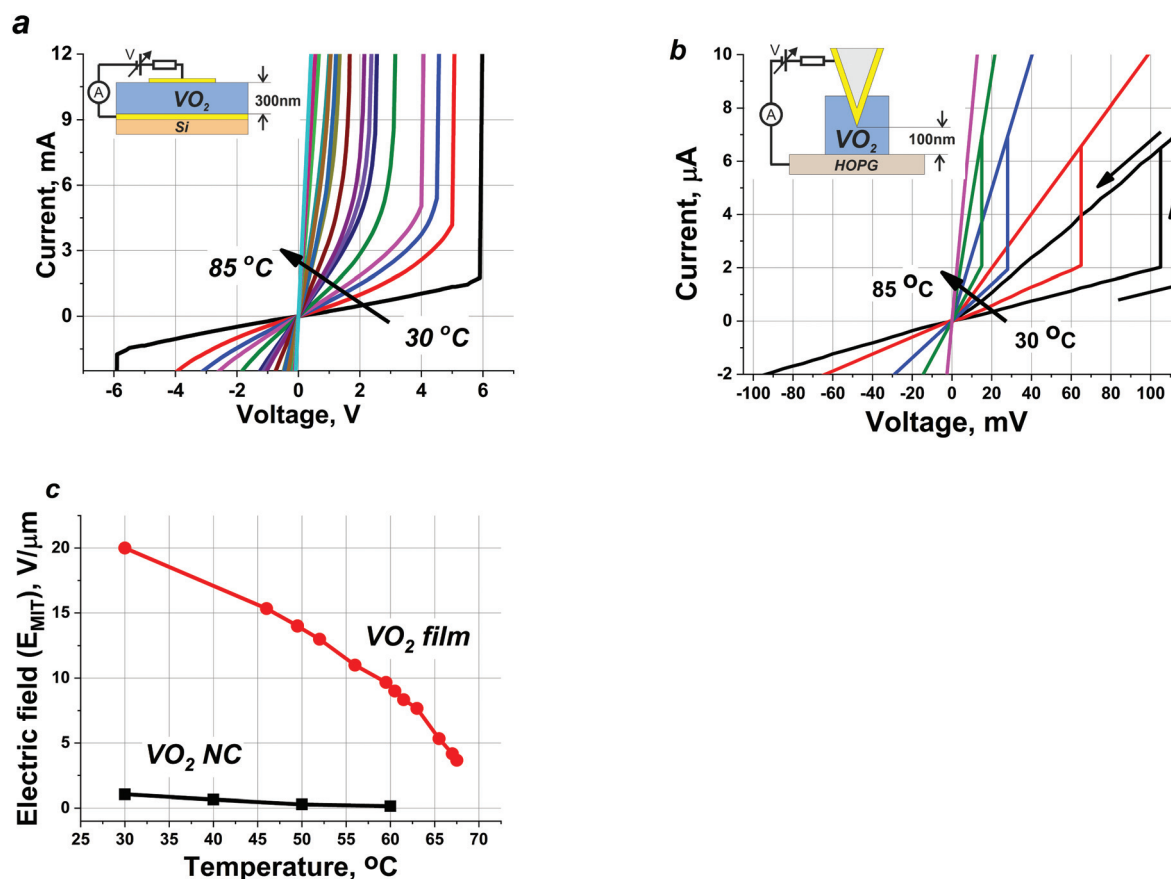 a
12
9
6
3
0
Current, mA
-6 -4 -2 0 2 4 6
Voltage, V
V
A
VO2
300nm
Si
85 °C
30 °C
b
10
8
6
4
2
0
-2
Current, μA
-100 -80 -60 -40 -20 0 20 40 60 80 100
Voltage, mV
V
A
VO2
100nm
HOPG
85 °C
30 °C
c
20
15
10
5
0
Electric field (EMIT), V/μm
VO2 film
VO2 NC
25 30 35 40 45 50 55 60 65 70
Temperature, °C